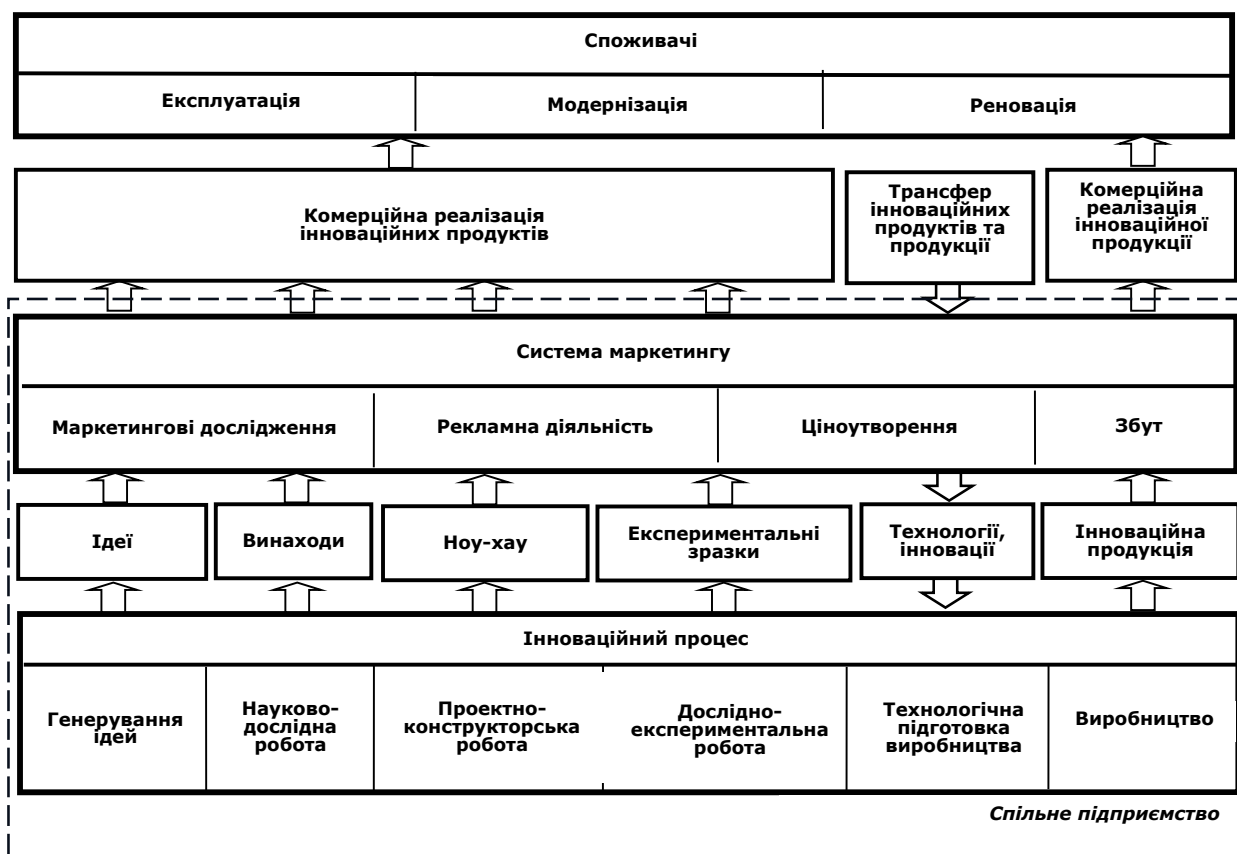 Споживачі
Експлуатація
Модернізація
Реновація
Комерційна реалізація
інноваційних продуктів
Трансфер
інноваційних
продуктів та
продукції
Комерційна
реалізація
інноваційної
продукції
Система маркетингу
Маркетингові дослідження
Рекламна діяльність
Ціноутворення
Збут
Ідеї
Винаходи
Ноу-хау
Експериментальні
зразки
Технології,
інновації
Інноваційна
продукція
Інноваційний процес
Генерування
ідей
Науково-
дослідна
робота
Проектно-
конструкторська
робота
Дослідно-
експериментальна
робота
Технологічна
підготовка
виробництва
Виробництво
Спільне підприємство